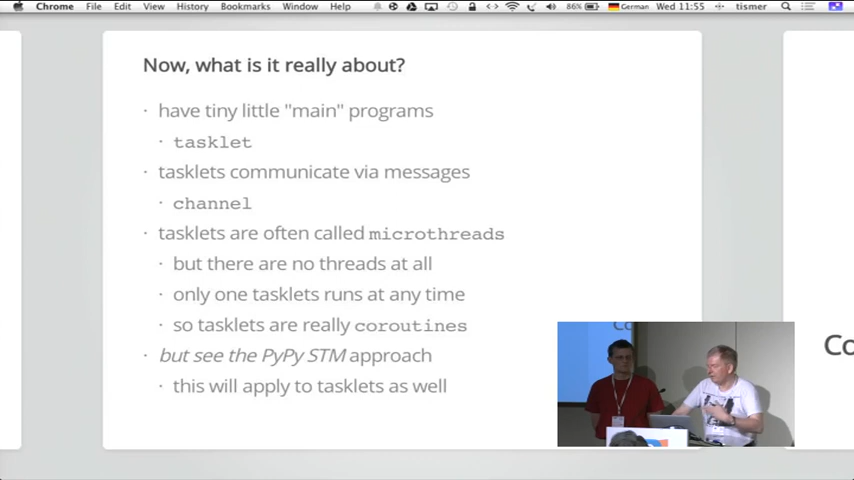 Chrome File Edit View History Bookmarks Window Help 86% German Wed 11:55 tismer
Now, what is it really about?
· have tiny little "main" programs
· tasklet
· tasklets communicate via messages
· channel
· tasklets are often called microthreads
· but there are no threads at all
· only one tasklets runs at any time
· so tasklets are really coroutines
· but see the PyPy STM approach
· this will apply to tasklets as well
Co
Co